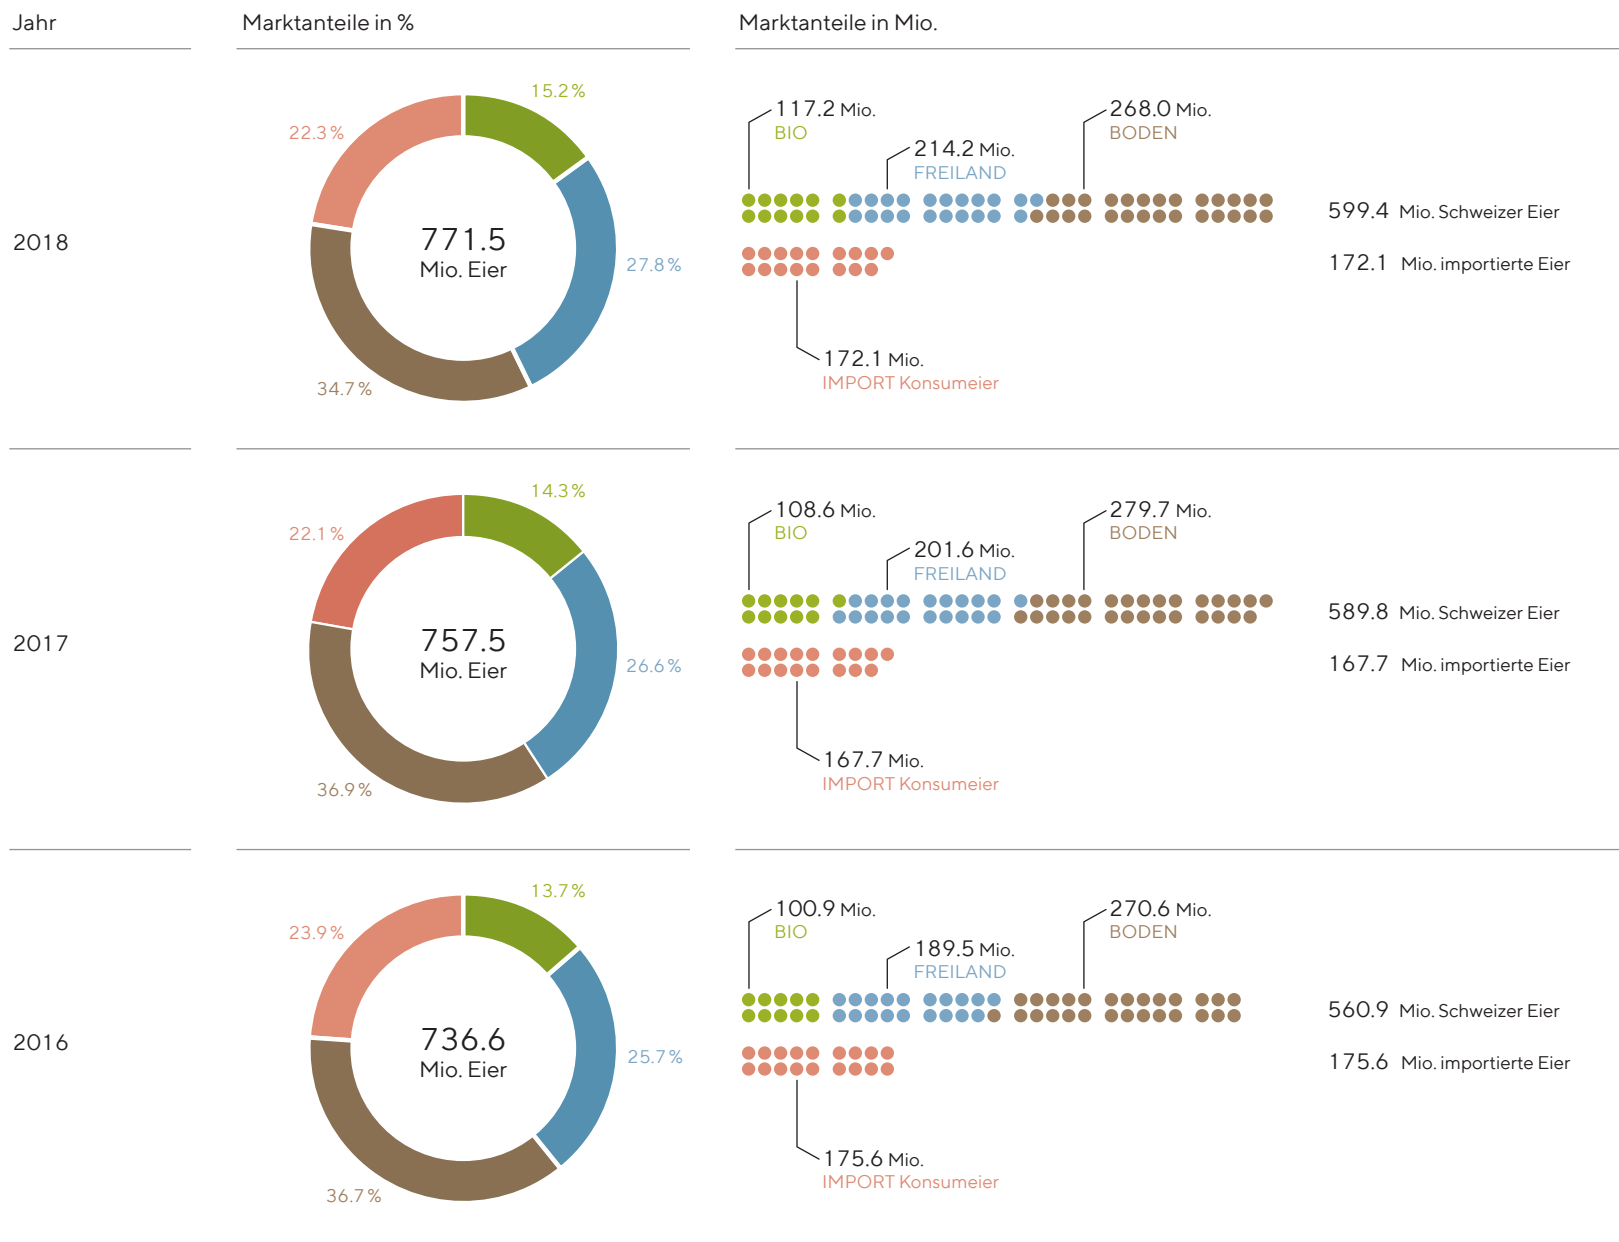 Jahr
Marktanteile in %
Marktanteile in Mio.
2018
15.2 %
22.3 %
771.5
Mio. Eier
27.8 %
34.7 %
117.2 Mio.
BIO
268.0 Mio.
BODEN
214.2 Mio.
FREILAND
599.4 Mio. Schweizer Eier
172.1 Mio. importierte Eier
172.1 Mio.
IMPORT Konsumeier
2017
14.3 %
22.1 %
757.5
Mio. Eier
26.6 %
36.9 %
108.6 Mio.
BIO
279.7 Mio.
BODEN
201.6 Mio.
FREILAND
589.8 Mio. Schweizer Eier
167.7 Mio. importierte Eier
167.7 Mio.
IMPORT Konsumeier
2016
13.7 %
23.9 %
736.6
Mio. Eier
25.7 %
36.7 %
100.9 Mio.
BIO
270.6 Mio.
BODEN
189.5 Mio.
FREILAND
560.9 Mio. Schweizer Eier
175.6 Mio. importierte Eier
175.6 Mio.
IMPORT Konsumeier